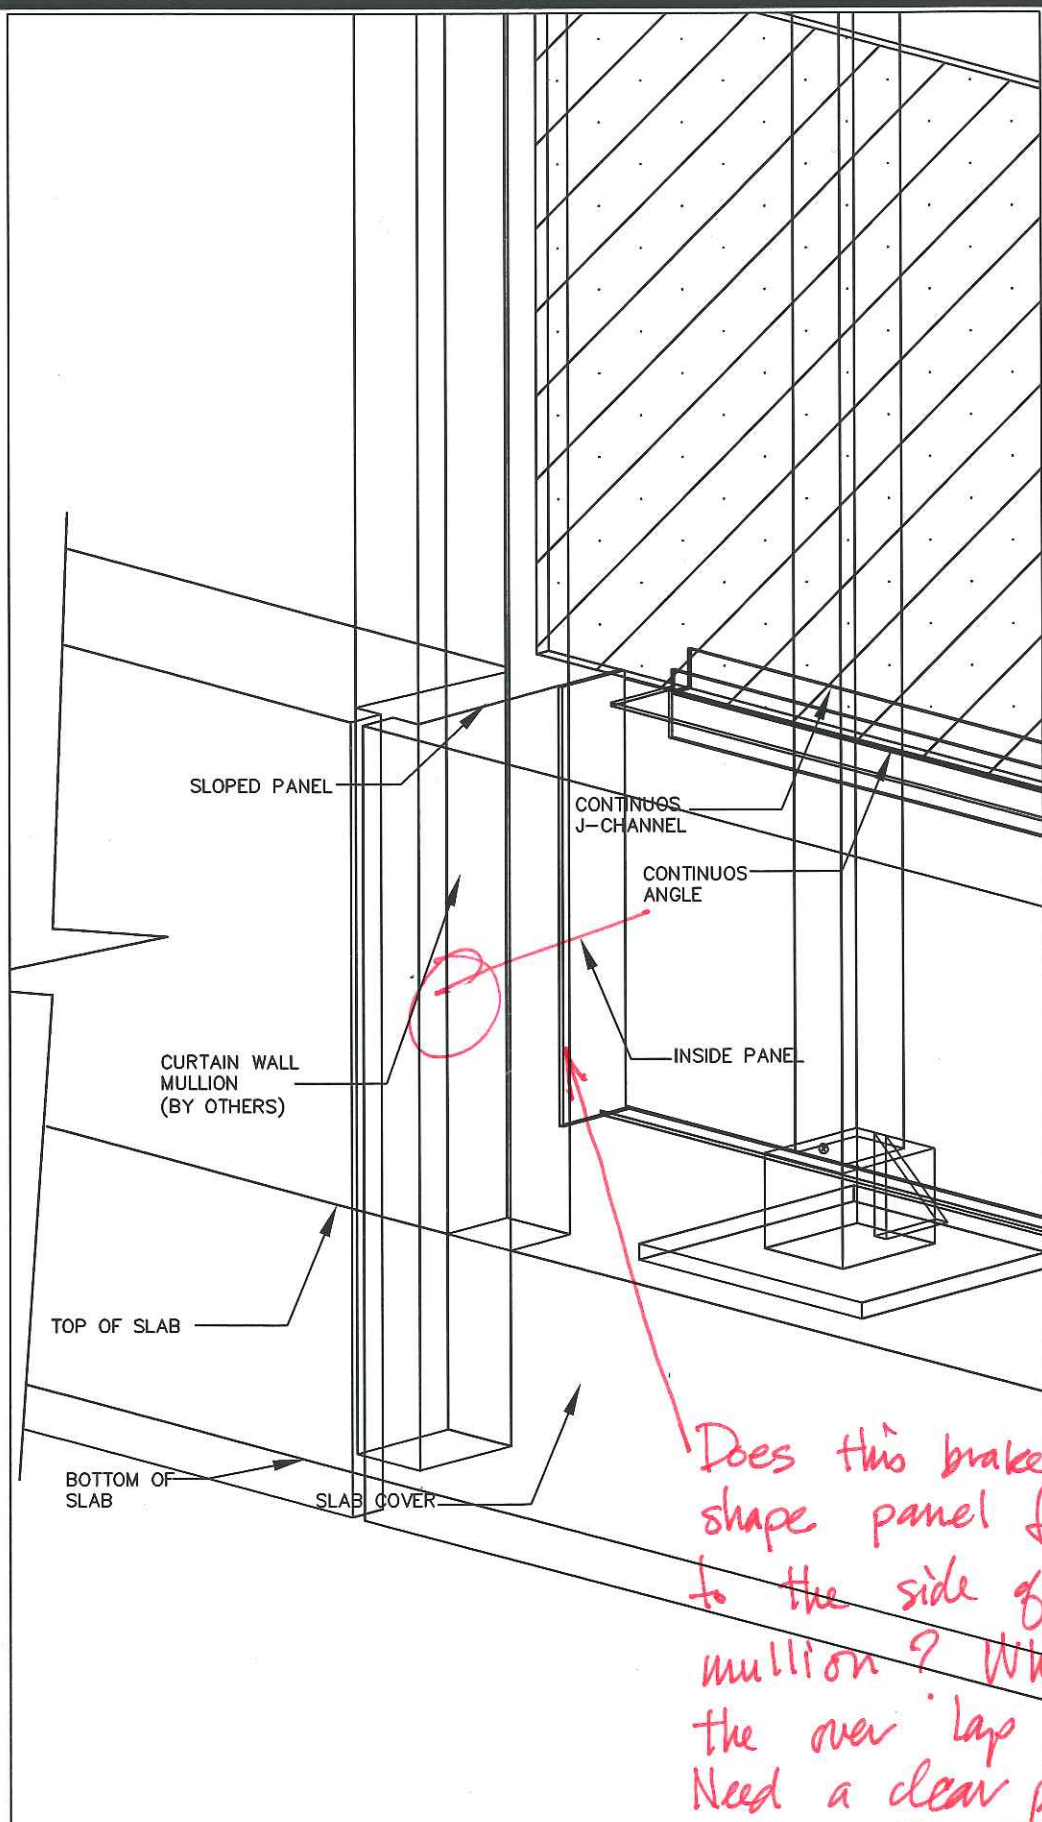 SLOPED PANEL
CONTINUOS
J-CHANNEL
CONTINUOS
ANGLE
CURTAIN WALL
MULLION
(BY OTHERS)
INSIDE PANEL
TOP OF SLAB
BOTTOM OF
SLAB
SLAB COVER
Does this brake
shape panel
to the side of
mullion?
the over lap
Need a clear